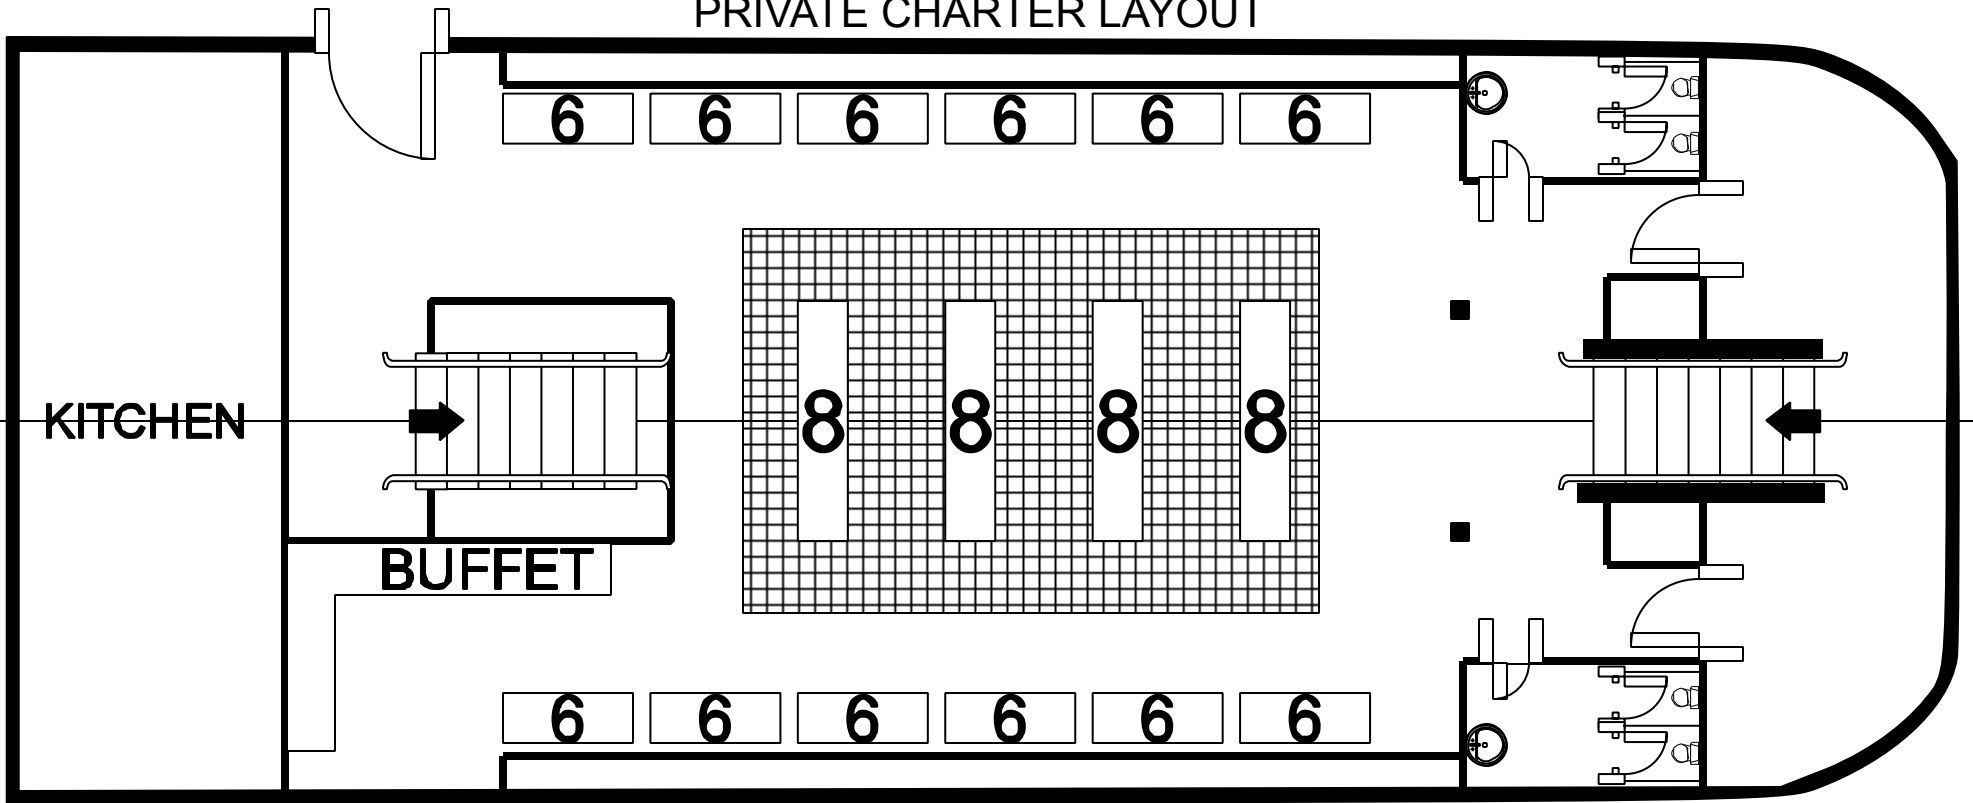 PRIVATE CHARTER LAYOUT
6 6 6 6 6 6
KITCHEN 8 8 8 8
BUFFET
6 6 6 6 6 6